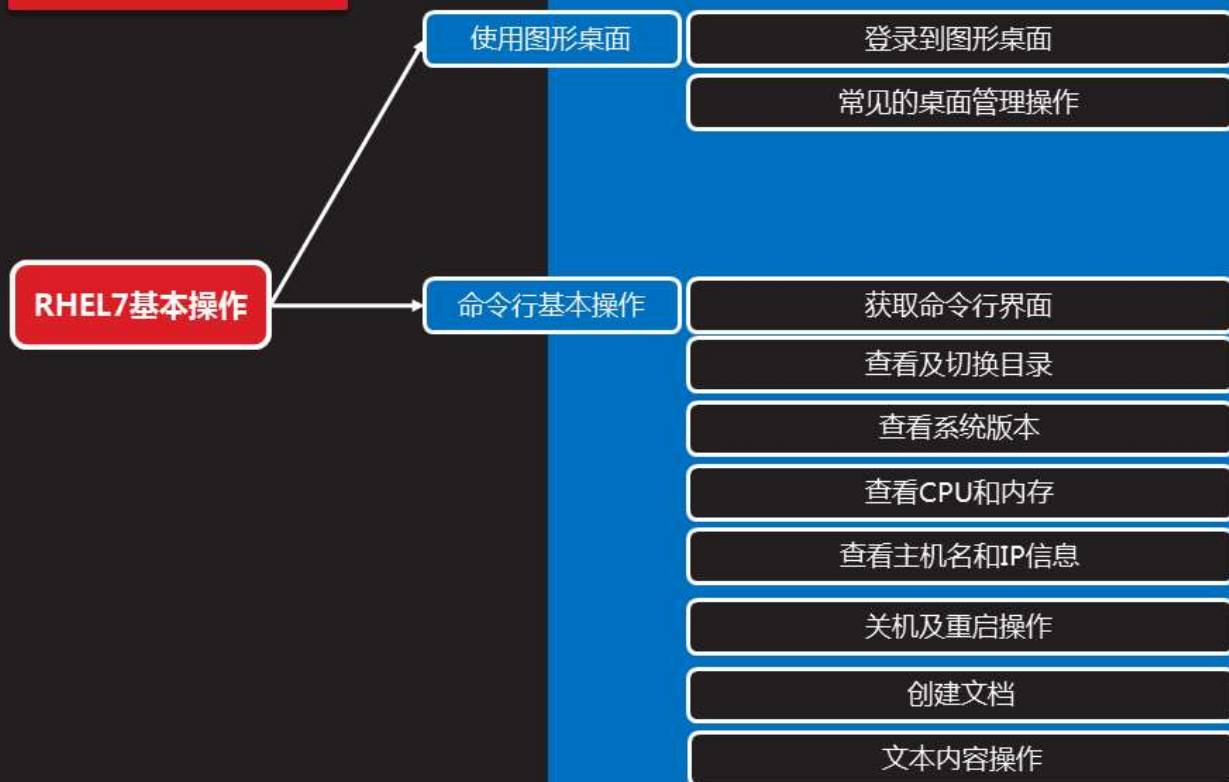 使用图形桌面
登录到图形桌面
常见的桌面管理操作
RHEL7基本操作
命令行基本操作
获取命令行界面
查看及切换目录
查看系统版本
查看CPU和内存
查看主机名和IP信息
关机及重启操作
创建文档
文本内容操作